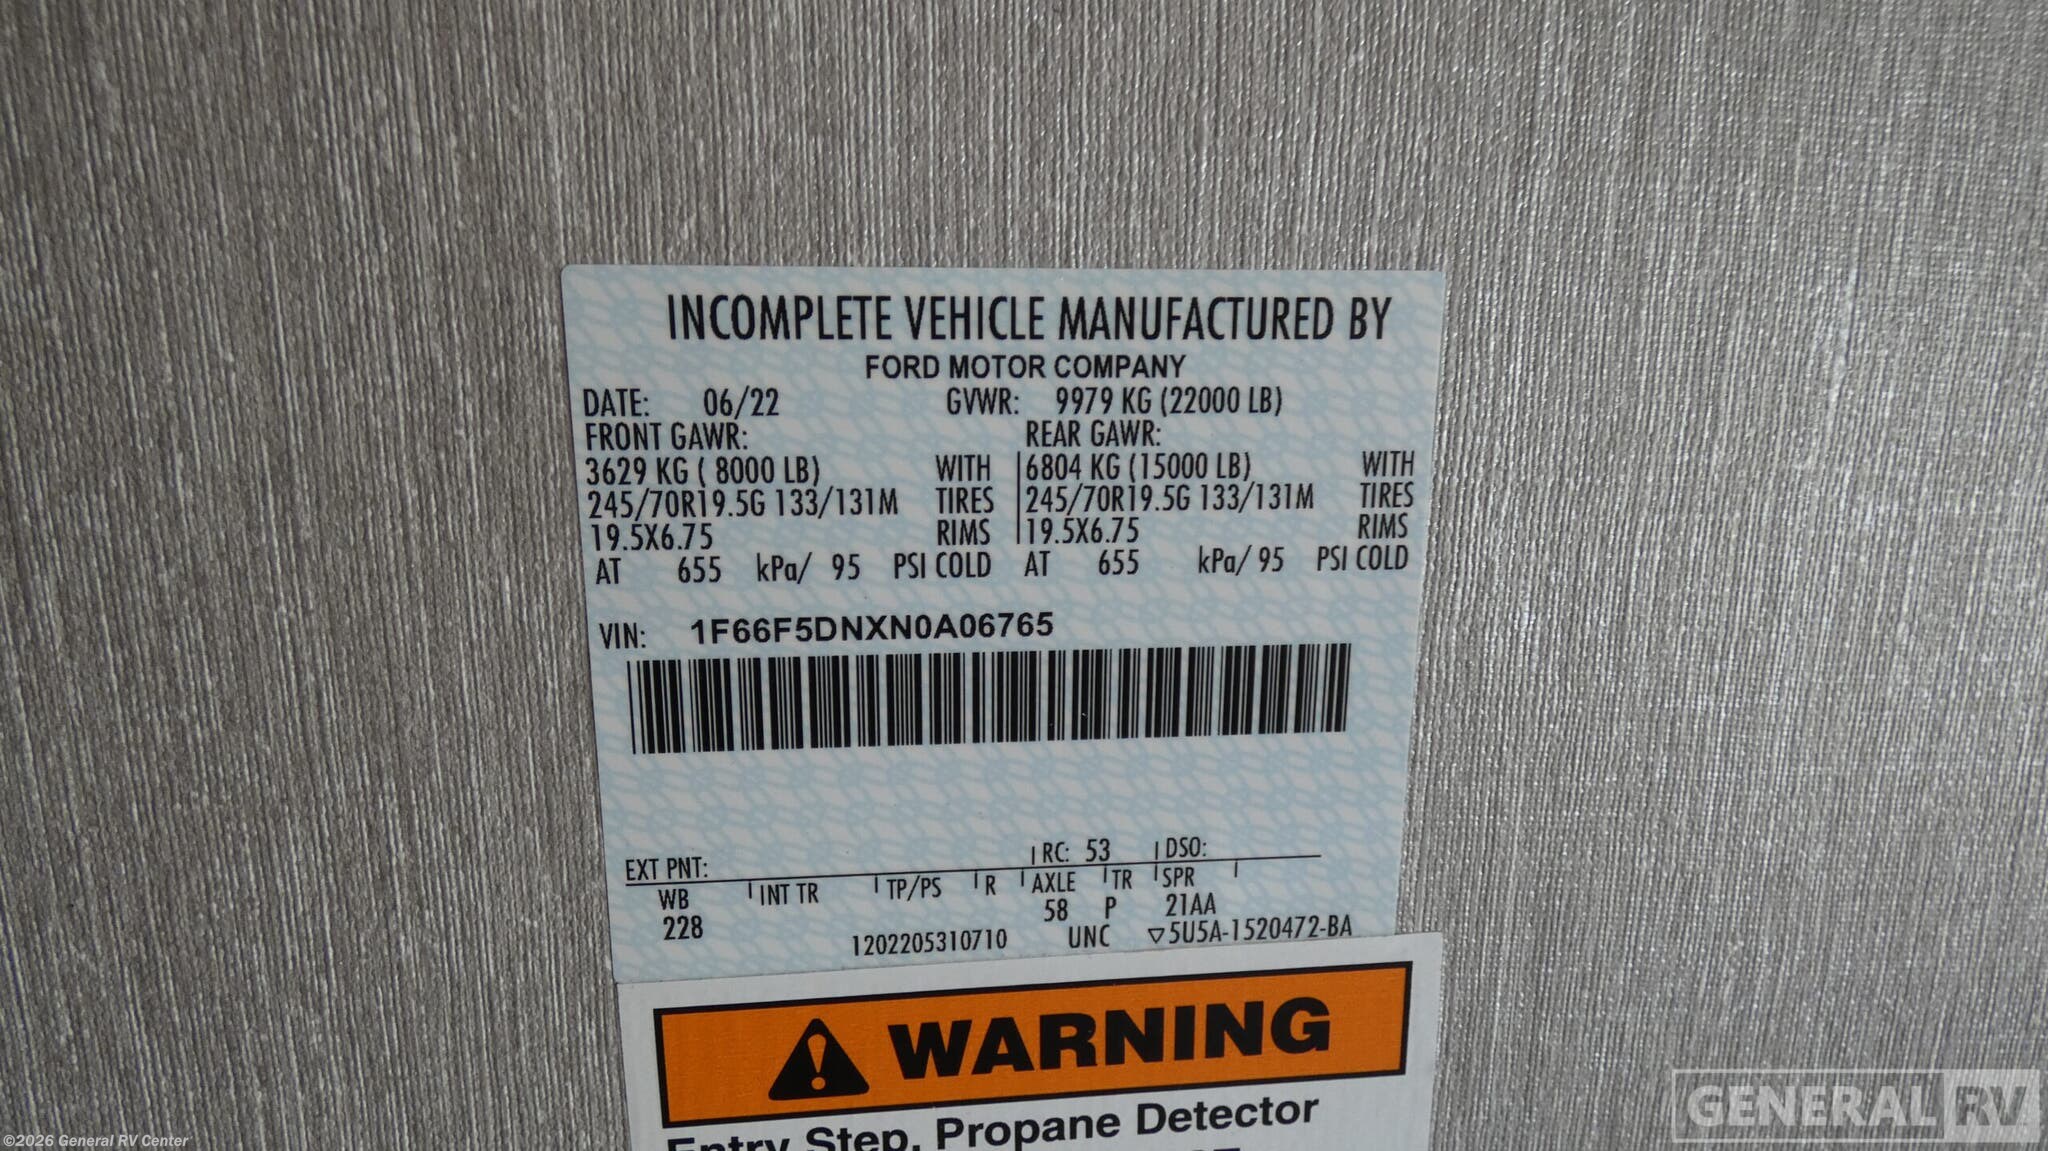 INCOMPLETE VEHICLE MANUFACTURED BY
FORD MOTOR COMPANY
DATE: 06/22 GVWR: 9979 KG (22000 LB)
FRONT GAWR: REAR GAWR:
3629 KG ( 8000 LB) WITH 6804 KG (15000 LB) WITH
245/70R19.5G 133/131M TIRES 245/70R19.5G 133/131M TIRES
19.5X6.75 RIMS 19.5X6.75 RIMS
AT 655 kPa/ 95 PSI COLD AT 655 kPa/ 95 PSI COLD
VIN: 1F66F5DNXN0A06765
EXT PNT: RC: 53 DSO:
WB INT TR TP/PS R AXLE TR SPR
228 58 P 21AA
1202205310710 UNC ▽5U5A-1520472-BA
WARNING
Entry Step, Propane Detector
GENERAL RV
©2026 General RV Center